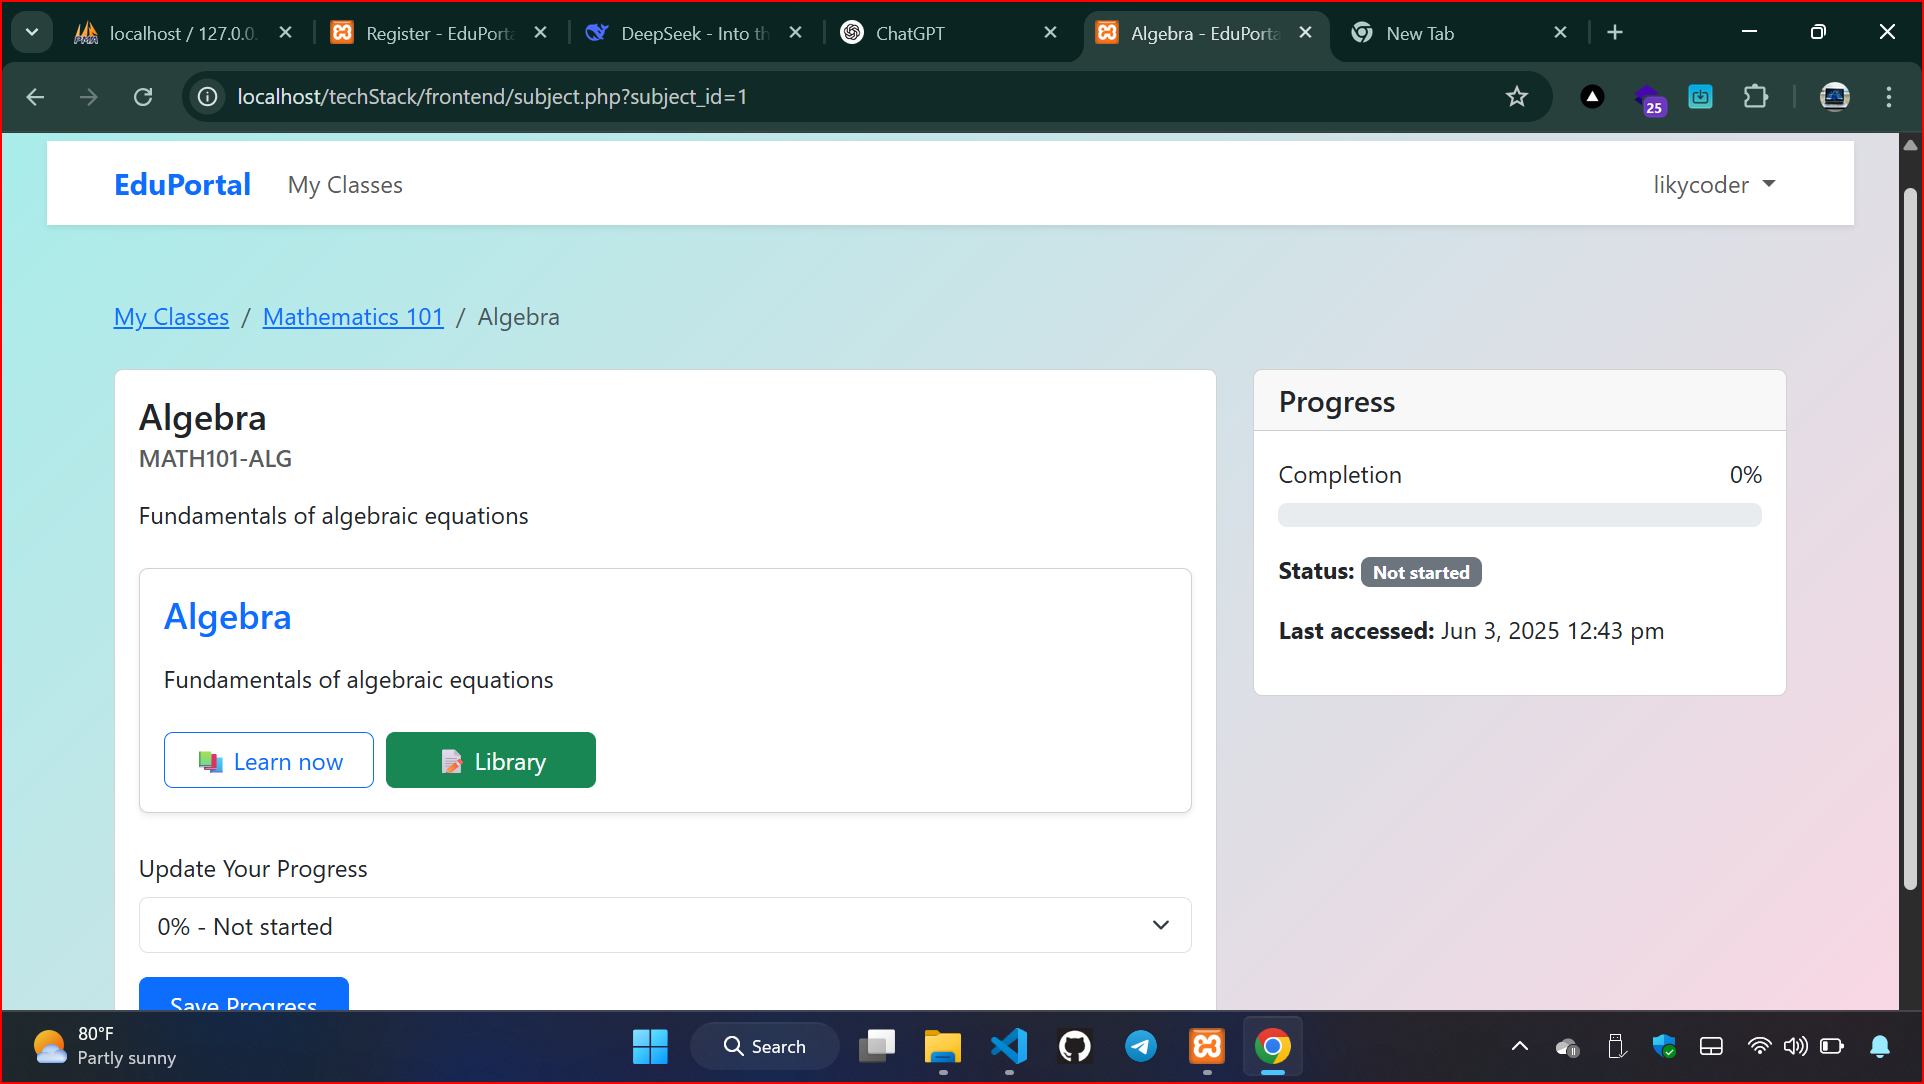 localhost / 127.0.0.
Register - EduPorta
DeepSeek - Into th
ChatGPT
Algebra - EduPorta
New Tab
localhost/techStack/frontend/subject.php?subject_id=1
25
EduPortal
My Classes
likycoder
My Classes / Mathematics 101 / Algebra
Algebra
MATH101-ALG
Fundamentals of algebraic equations
Algebra
Fundamentals of algebraic equations
Learn now
Library
Update Your Progress
0% - Not started
Save Progress
Progress
Completion 0%
Status: Not started
Last accessed: Jun 3, 2025 12:43 pm
80°F
Partly sunny
Search